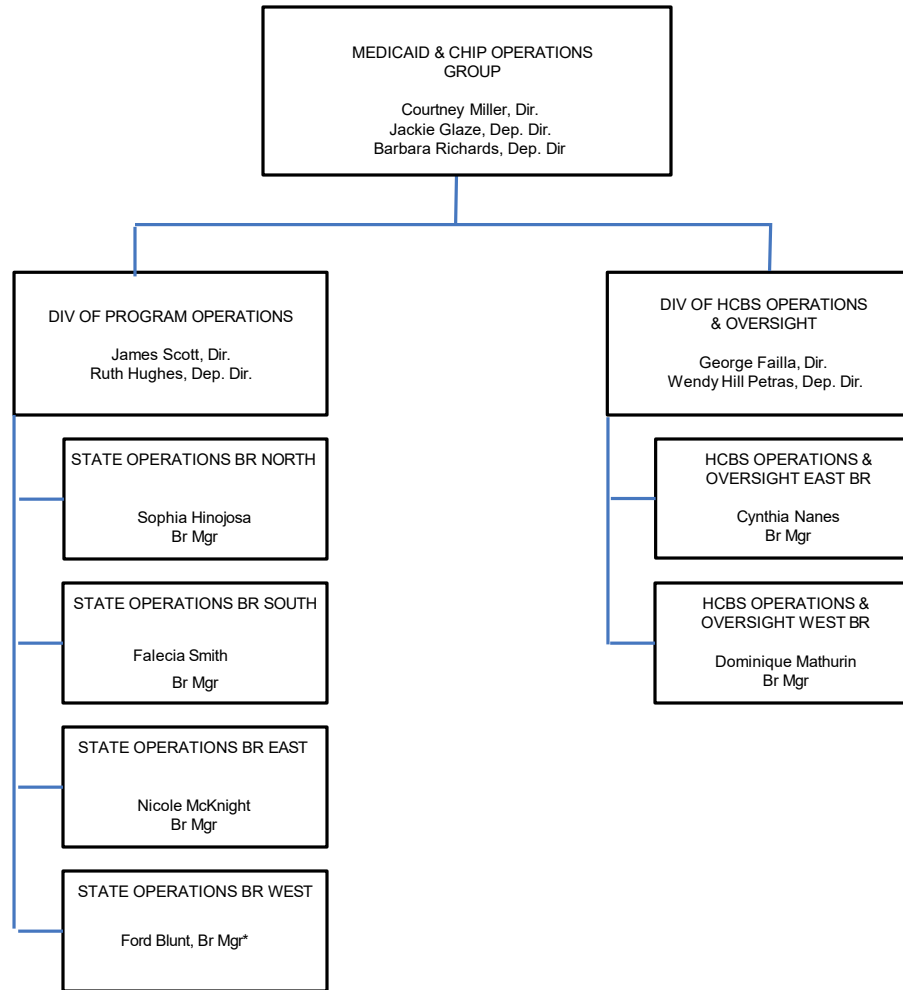 MEDICAID & CHIP OPERATIONS
GROUP
Courtney Miller, Dir.
Jackie Glaze, Dep. Dir.
Barbara Richards, Dep. Dir
DIV OF PROGRAM OPERATIONS
James Scott, Dir.
Ruth Hughes, Dep. Dir.
STATE OPERATIONS BR NORTH
Sophia Hinojosa
Br Mgr
STATE OPERATIONS BR SOUTH
Falecia Smith
Br Mgr
STATE OPERATIONS BR EAST
Nicole McKnight
Br Mgr
STATE OPERATIONS BR WEST
Ford Blunt, Br Mgr*
DIV OF HCBS OPERATIONS
& OVERSIGHT
George Failla, Dir.
Wendy Hill Petras, Dep. Dir.
HCBS OPERATIONS &
OVERSIGHT EAST BR
Cynthia Nanes
Br Mgr
HCBS OPERATIONS &
OVERSIGHT WEST BR
Dominique Mathurin
Br Mgr